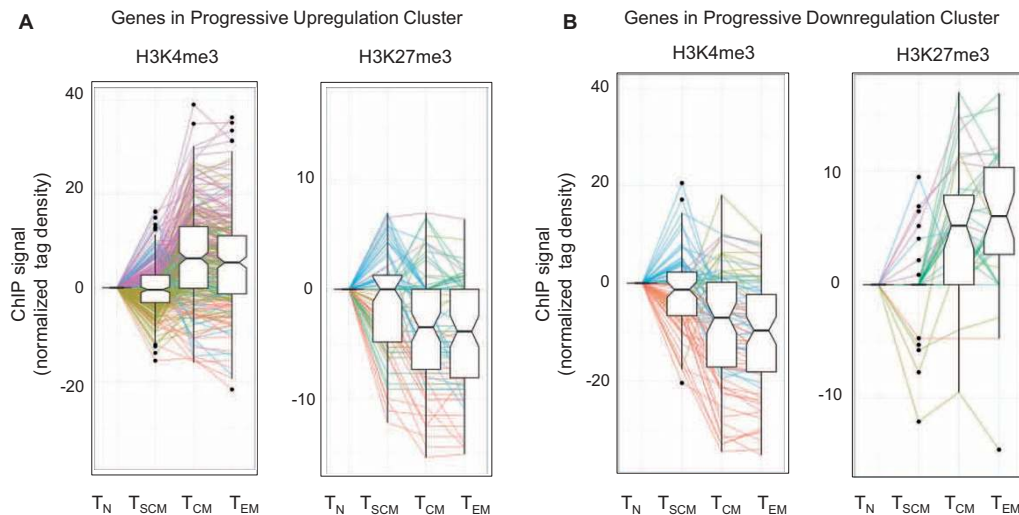 A
Genes in Progressive Upregulation Cluster
H3K4me3
H3K27me3
ChIP signal
(normalized tag density)
40
20
0
-20
10
0
-10
TN TSCM TCM TEM
TN TSCM TCM TEM
B
Genes in Progressive Downregulation Cluster
H3K4me3
H3K27me3
ChIP signal
(normalized tag density)
40
20
0
-20
10
0
-10
TN TSCM TCM TEM
TN TSCM TCM TEM